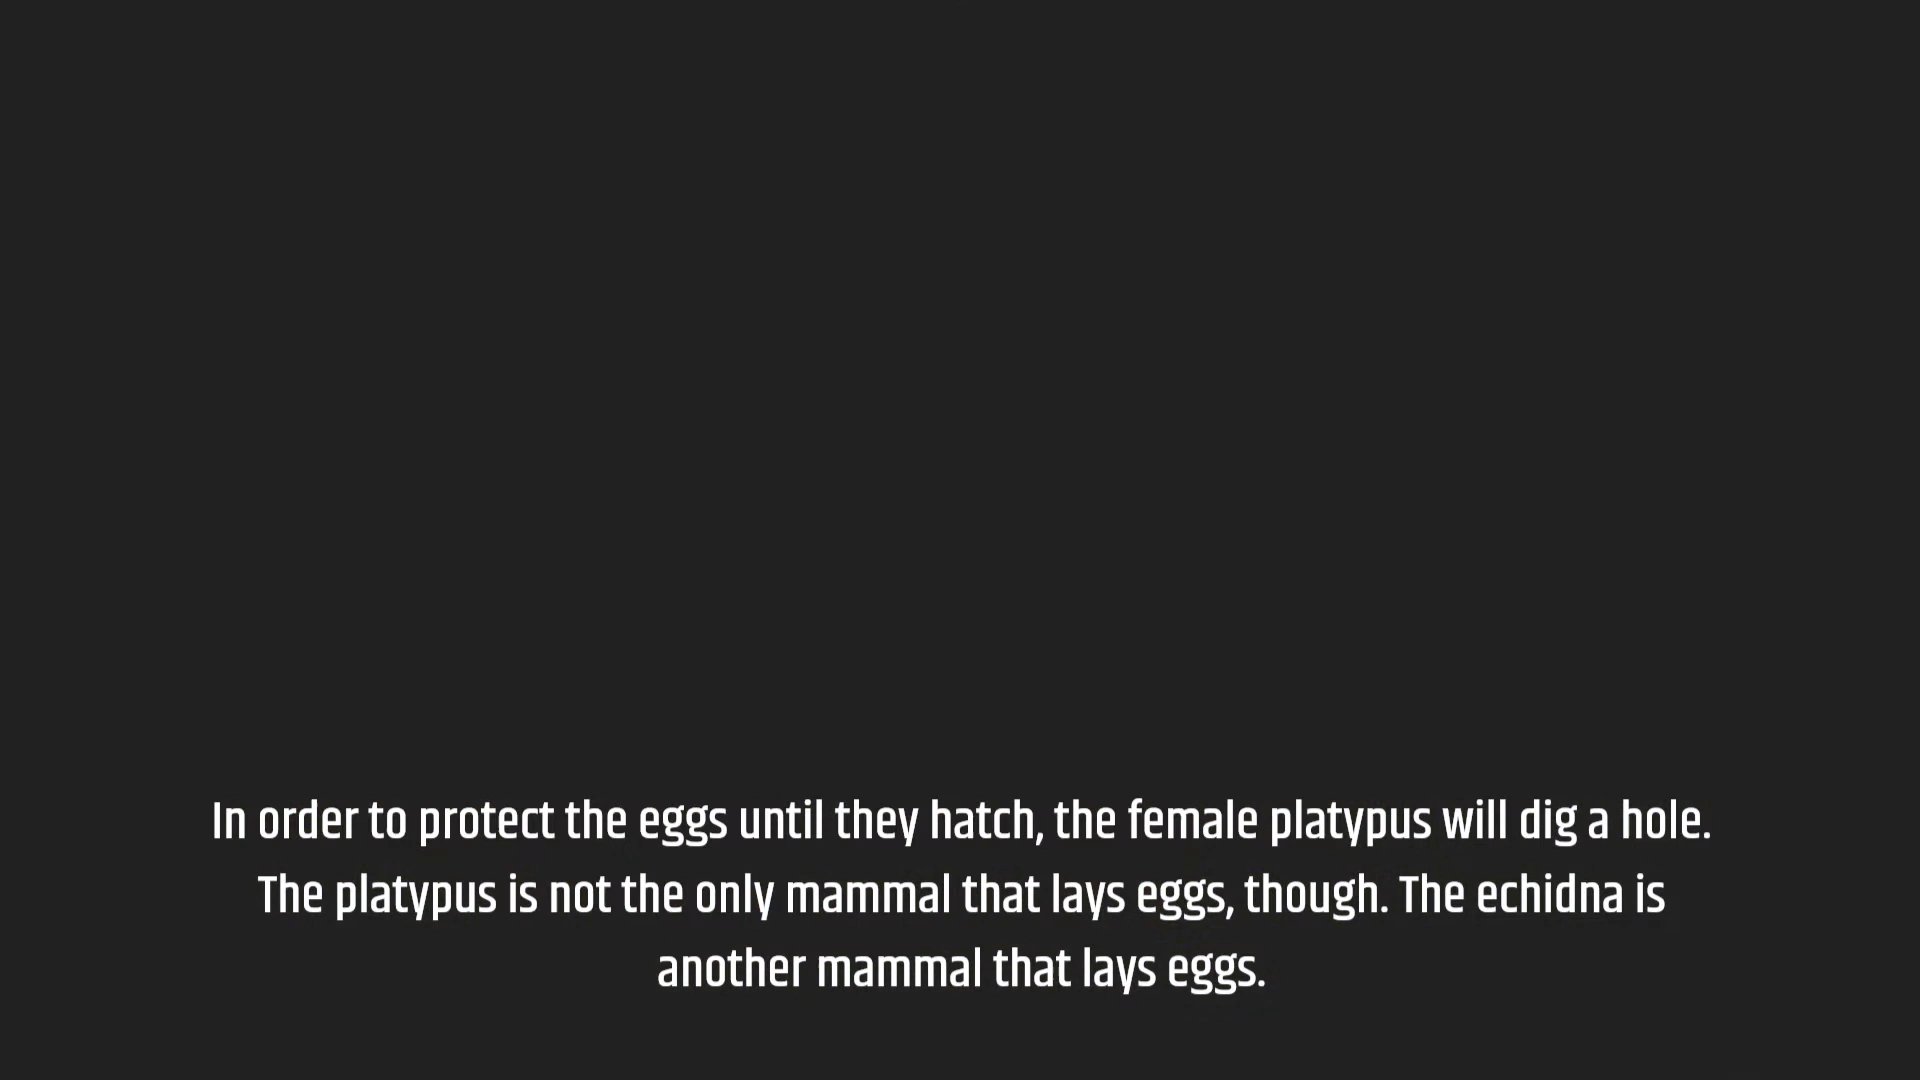 In order to protect the eggs until they hatch, the female platypus will dig a hole.
The platypus is not the only mammal that lays eggs, though. The echidna is
another mammal that lays eggs.